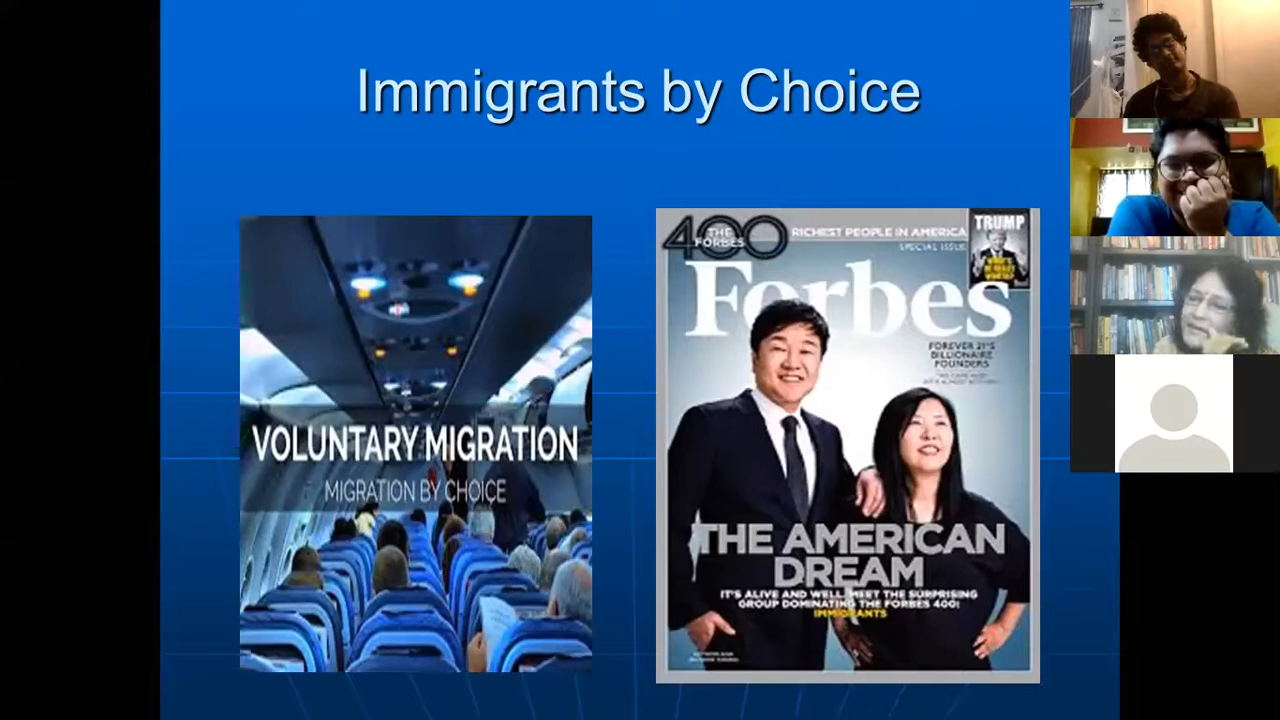 Immigrants by Choice
VOLUNTARY MIGRATION
MIGRATION BY CHOICE
400
THE
FORBES
RICHEST PEOPLE IN AMERICA
SPECIAL ISSUE
TRUMP
Forbes
FOREVER 21'S
BILLIONAIRE
FOUNDERS
THE AMERICAN
DREAM
IT'S ALIVE AND WELL. MEET THE SURPRISING
GROUP DOMINATING THE FORBES 400:
IMMIGRANTS